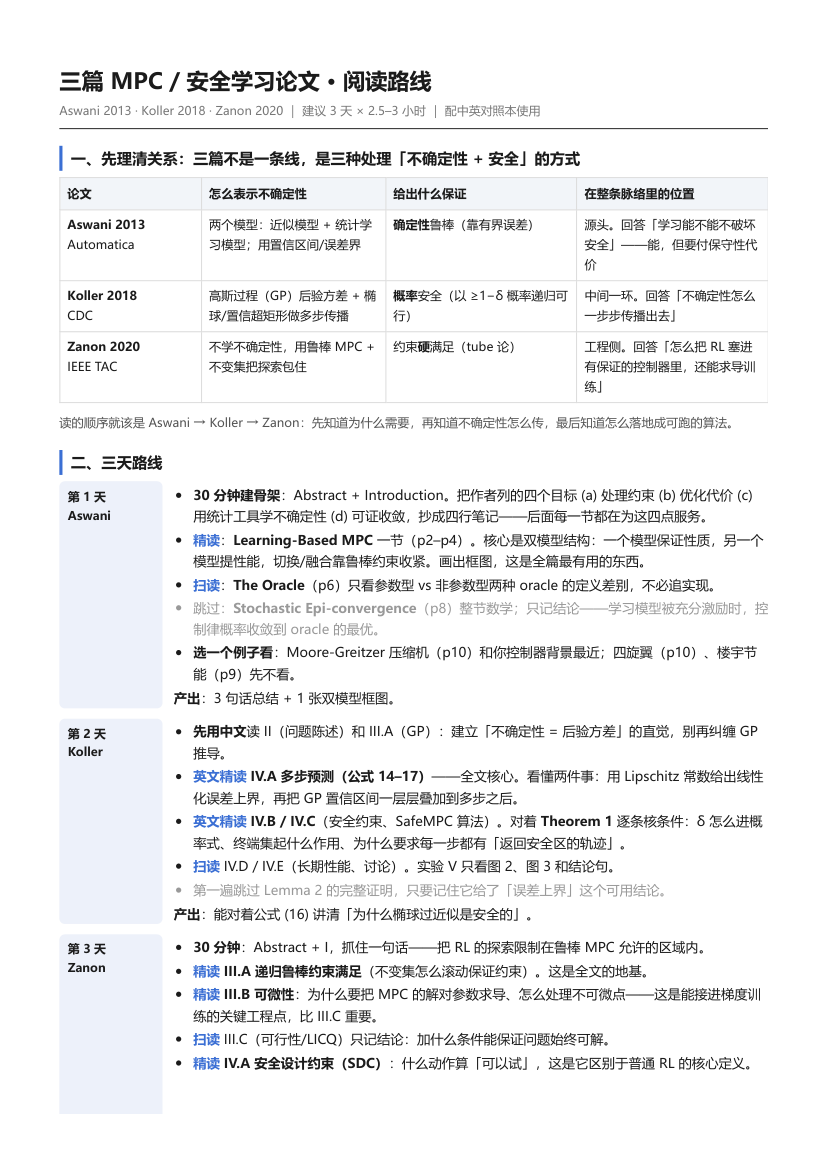 三篇 MPC / 安全学习论文 · 阅读路线
Aswani 2013 · Koller 2018 · Zanon 2020 ｜ 建议 3 天 × 2.5–3 小时 ｜ 配中英对照本使用
一、先理清关系：三篇不是一条线，是三种处理「不确定性 + 安全」的方式
论文
怎么表示不确定性
给出什么保证
在整条脉络里的位置
Aswani 2013
Automatica
两个模型：近似模型 + 统计学
习模型；用置信区间/误差界
确定性鲁棒（靠有界误差）
源头。回答「学习能不能不破坏
安全」——能，但要付保守性代
价
Koller 2018
CDC
高斯过程（GP）后验方差 + 椭
球/置信超矩形做多步传播
概率安全（以 ≥1−δ 概率递归可
行）
中间一环。回答「不确定性怎么
一步步传播出去」
Zanon 2020
IEEE TAC
不学不确定性，用鲁棒 MPC +
不变集把探索包住
约束硬满足（tube 论）
工程侧。回答「怎么把 RL 塞进
有保证的控制器里，还能求导训
练」
读的顺序就该是 Aswani → Koller → Zanon：先知道为什么需要，再知道不确定性怎么传，最后知道怎么落地成可跑的算法。
二、三天路线
第 1 天
Aswani
• 30 分钟建骨架：Abstract + Introduction。把作者列的四个目标 (a) 处理约束 (b) 优化代价 (c)
用统计工具学不确定性 (d) 可证收敛，抄成四行笔记——后面每一节都在为这四点服务。
• 精读：Learning-Based MPC 一节（p2–p4）。核心是双模型结构：一个模型保证性质，另一个
模型提性能，切换/融合靠鲁棒约束收紧。画出框图，这是全篇最有用的东西。
• 扫读：The Oracle（p6）只看参数型 vs 非参数型两种 oracle 的定义差别，不必追实现。
• 跳过：Stochastic Epi-convergence（p8）整节数学；只记结论——学习模型被充分激励时，控
制律概率收敛到 oracle 的最优。
• 选一个例子看：Moore-Greitzer 压缩机（p10）和你控制器背景最近；四旋翼（p10）、楼宇节
能（p9）先不看。
产出：3 句话总结 + 1 张双模型框图。
第 2 天
Koller
• 先用中文读 II（问题陈述）和 III.A（GP）：建立「不确定性 = 后验方差」的直觉，别再纠缠 GP
推导。
• 英文精读 IV.A 多步预测（公式 14–17）——全文核心。看懂两件事：用 Lipschitz 常数给出线性
化误差上界，再把 GP 置信区间一层层叠加到多步之后。
• 英文精读 IV.B / IV.C（安全约束、SafeMPC 算法）。对着 Theorem 1 逐条核条件：δ 怎么进概
率式、终端集起什么作用、为什么要求每一步都有「返回安全区的轨迹」。
• 扫读 IV.D / IV.E（长期性能、讨论）。实验 V 只看图 2、图 3 和结论句。
• 第一遍跳过 Lemma 2 的完整证明，只要记住它给了「误差上界」这个可用结论。
产出：能对着公式 (16) 讲清「为什么椭球过近似是安全的」。
第 3 天
Zanon
• 30 分钟：Abstract + I，抓住一句话——把 RL 的探索限制在鲁棒 MPC 允许的区域内。
• 精读 III.A 递归鲁棒约束满足（不变集怎么滚动保证约束）。这是全文的地基。
• 精读 III.B 可微性：为什么要把 MPC 的解对参数求导、怎么处理不可微点——这是能接进梯度训
练的关键工程点，比 III.C 重要。
• 扫读 III.C（可行性/LICQ）只记结论：加什么条件能保证问题始终可解。
• 精读 IV.A 安全设计约束（SDC）：什么动作算「可以试」，这是它区别于普通 RL 的核心定义。